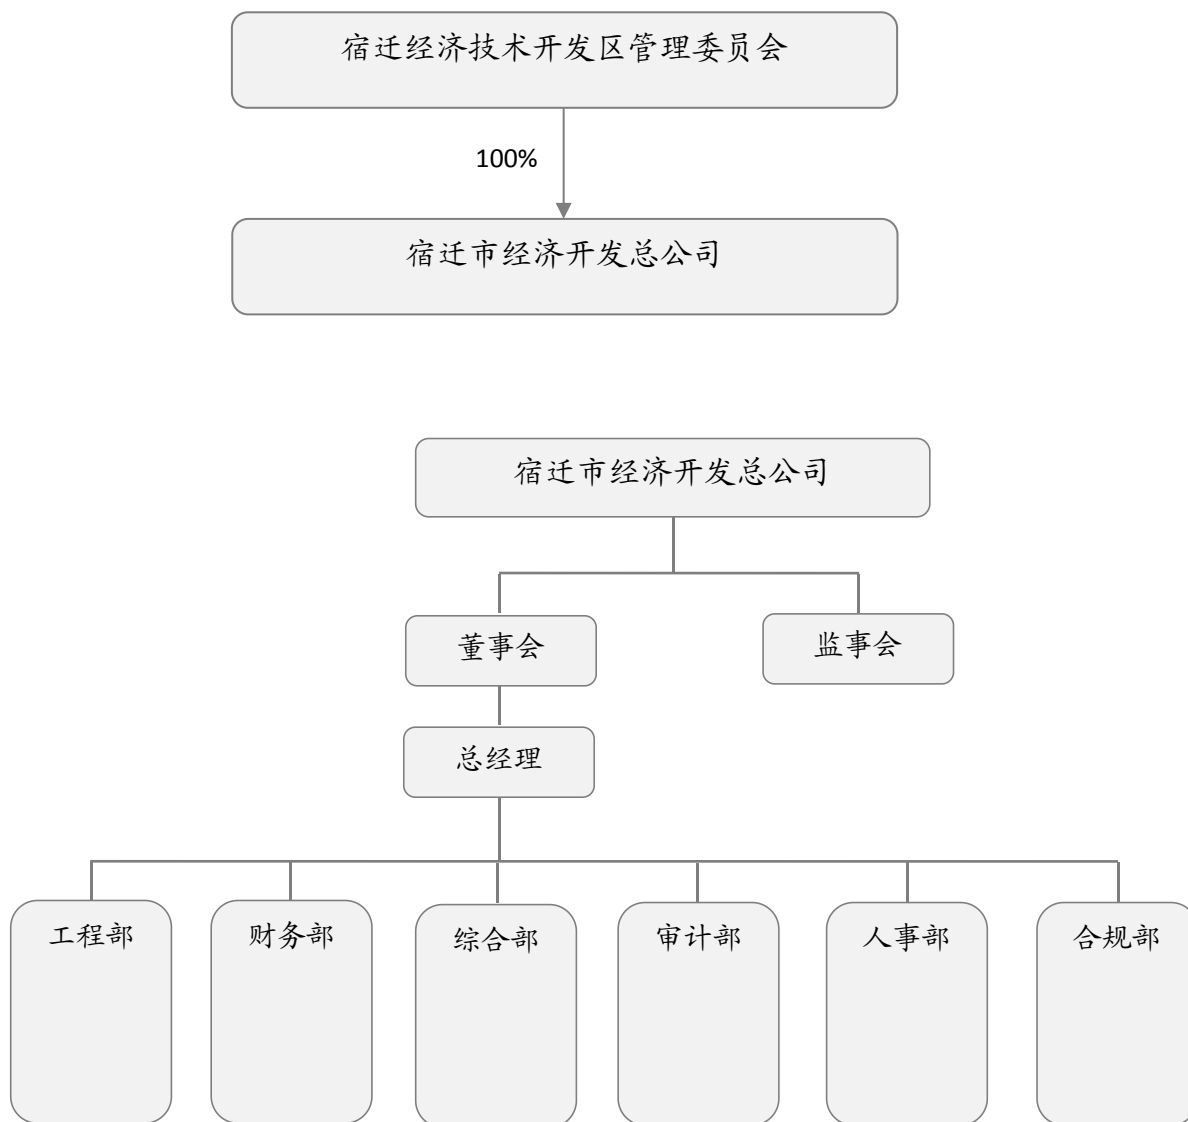 宿迁经济技术开发区管理委员会
100%
宿迁市经济开发总公司
宿迁市经济开发总公司
董事会
监事会
总经理
工程部
财务部
综合部
审计部
人事部
合规部